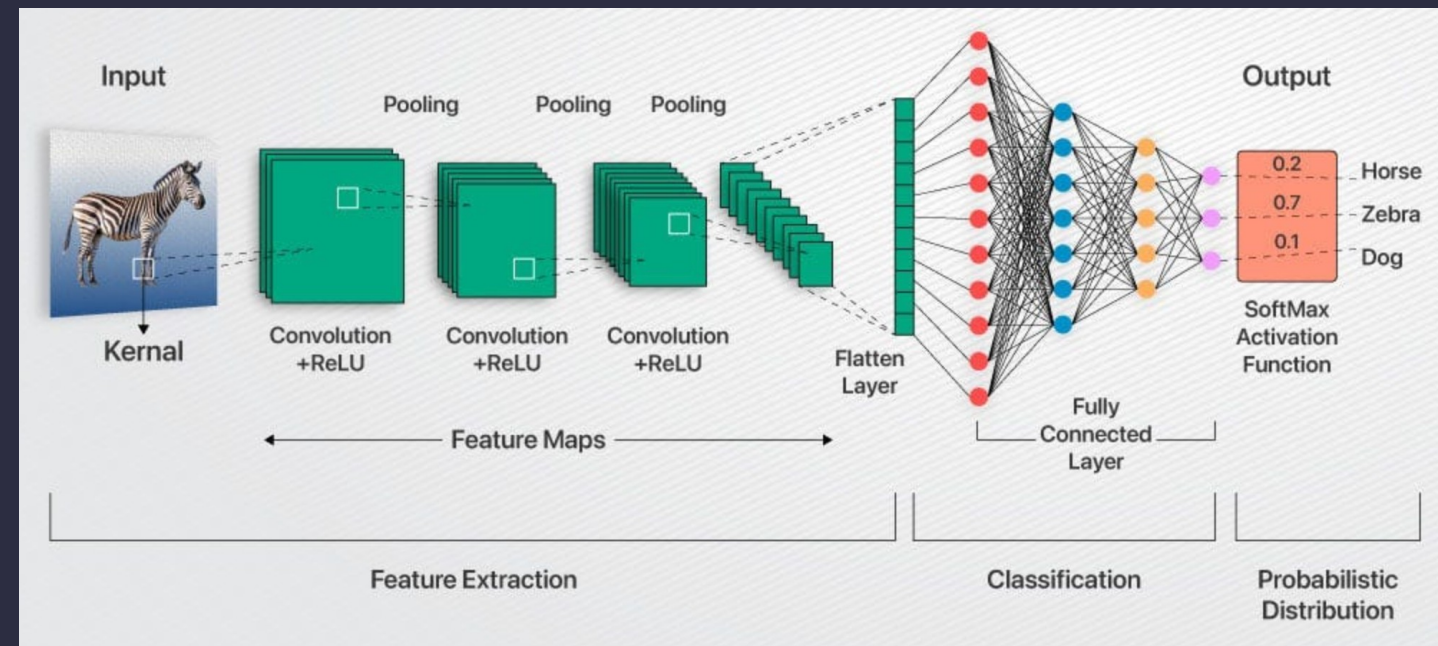 Input
Output
Pooling
Pooling
Pooling
0.2
0.7
0.1
Horse
Zebra
Dog
Kernal
Convolution
+ReLU
Convolution
+ReLU
Convolution
+ReLU
Flatten
Layer
SoftMax
Activation
Function
Feature Maps
Fully
Connected
Layer
Feature Extraction
Classification
Probabilistic
Distribution